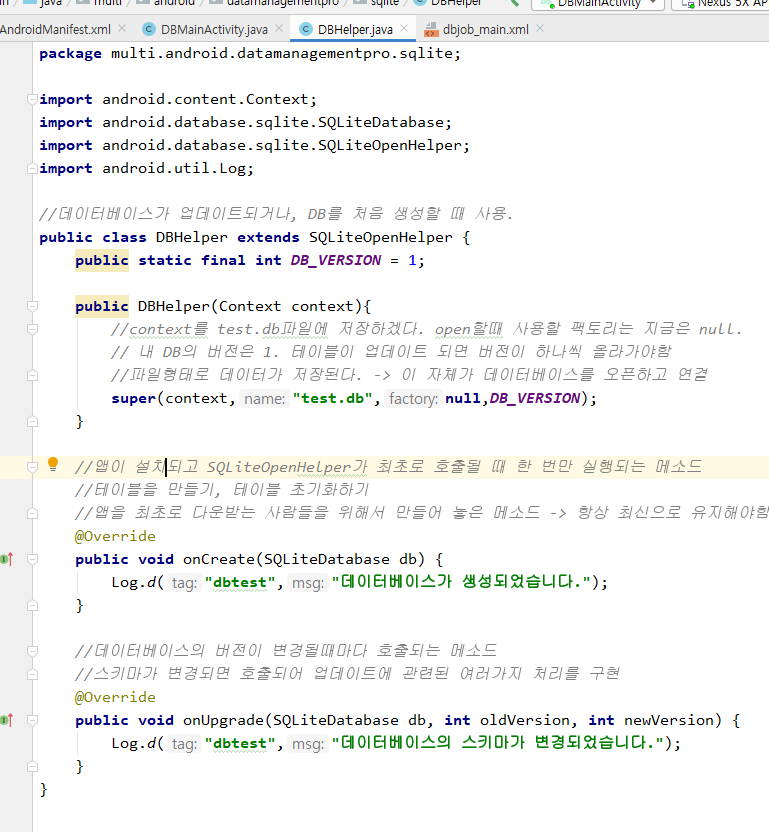 java multi android datamanagementpro sqlite DBHelper DBMainActivity Nexus 5X AP
AndroidManifest.xml DBMainActivity.java DBHelper.java dbjob_main.xml
package multi.android.datamanagementpro.sqlite;
import android.content.Context;
import android.database.sqlite.SQLiteDatabase;
import android.database.sqlite.SQLiteOpenHelper;
import android.util.Log;
//데이터베이스가 업데이트되거나, DB를 처음 생성할 때 사용.
public class DBHelper extends SQLiteOpenHelper {
public static final int DB_VERSION = 1;
public DBHelper(Context context){
//context를 test.db파일에 저장하겠다. open할때 사용할 팩토리는 지금은 null.
// 내 DB의 버전은 1. 테이블이 업데이트 되면 버전이 하나씩 올라가야함
//파일형태로 데이터가 저장된다. -> 이 자체가 데이터베이스를 오픈하고 연결
super(context, name: "test.db", factory: null,DB_VERSION);
}
//앱이 설치되고 SQLiteOpenHelper가 최초로 호출될 때 한 번만 실행되는 메소드
//테이블을 만들기, 테이블 초기화하기
//앱을 최초로 다운받는 사람들을 위해서 만들어 놓은 메소드 -> 항상 최신으로 유지해야함
@Override
public void onCreate(SQLiteDatabase db) {
Log.d( tag: "dbtest", msg: "데이터베이스가 생성되었습니다.");
}
//데이터베이스의 버전이 변경될때마다 호출되는 메소드
//스키마가 변경되면 호출되어 업데이트에 관련된 여러가지 처리를 구현
@Override
public void onUpgrade(SQLiteDatabase db, int oldVersion, int newVersion) {
Log.d( tag: "dbtest", msg: "데이터베이스의 스키마가 변경되었습니다.");
}
}